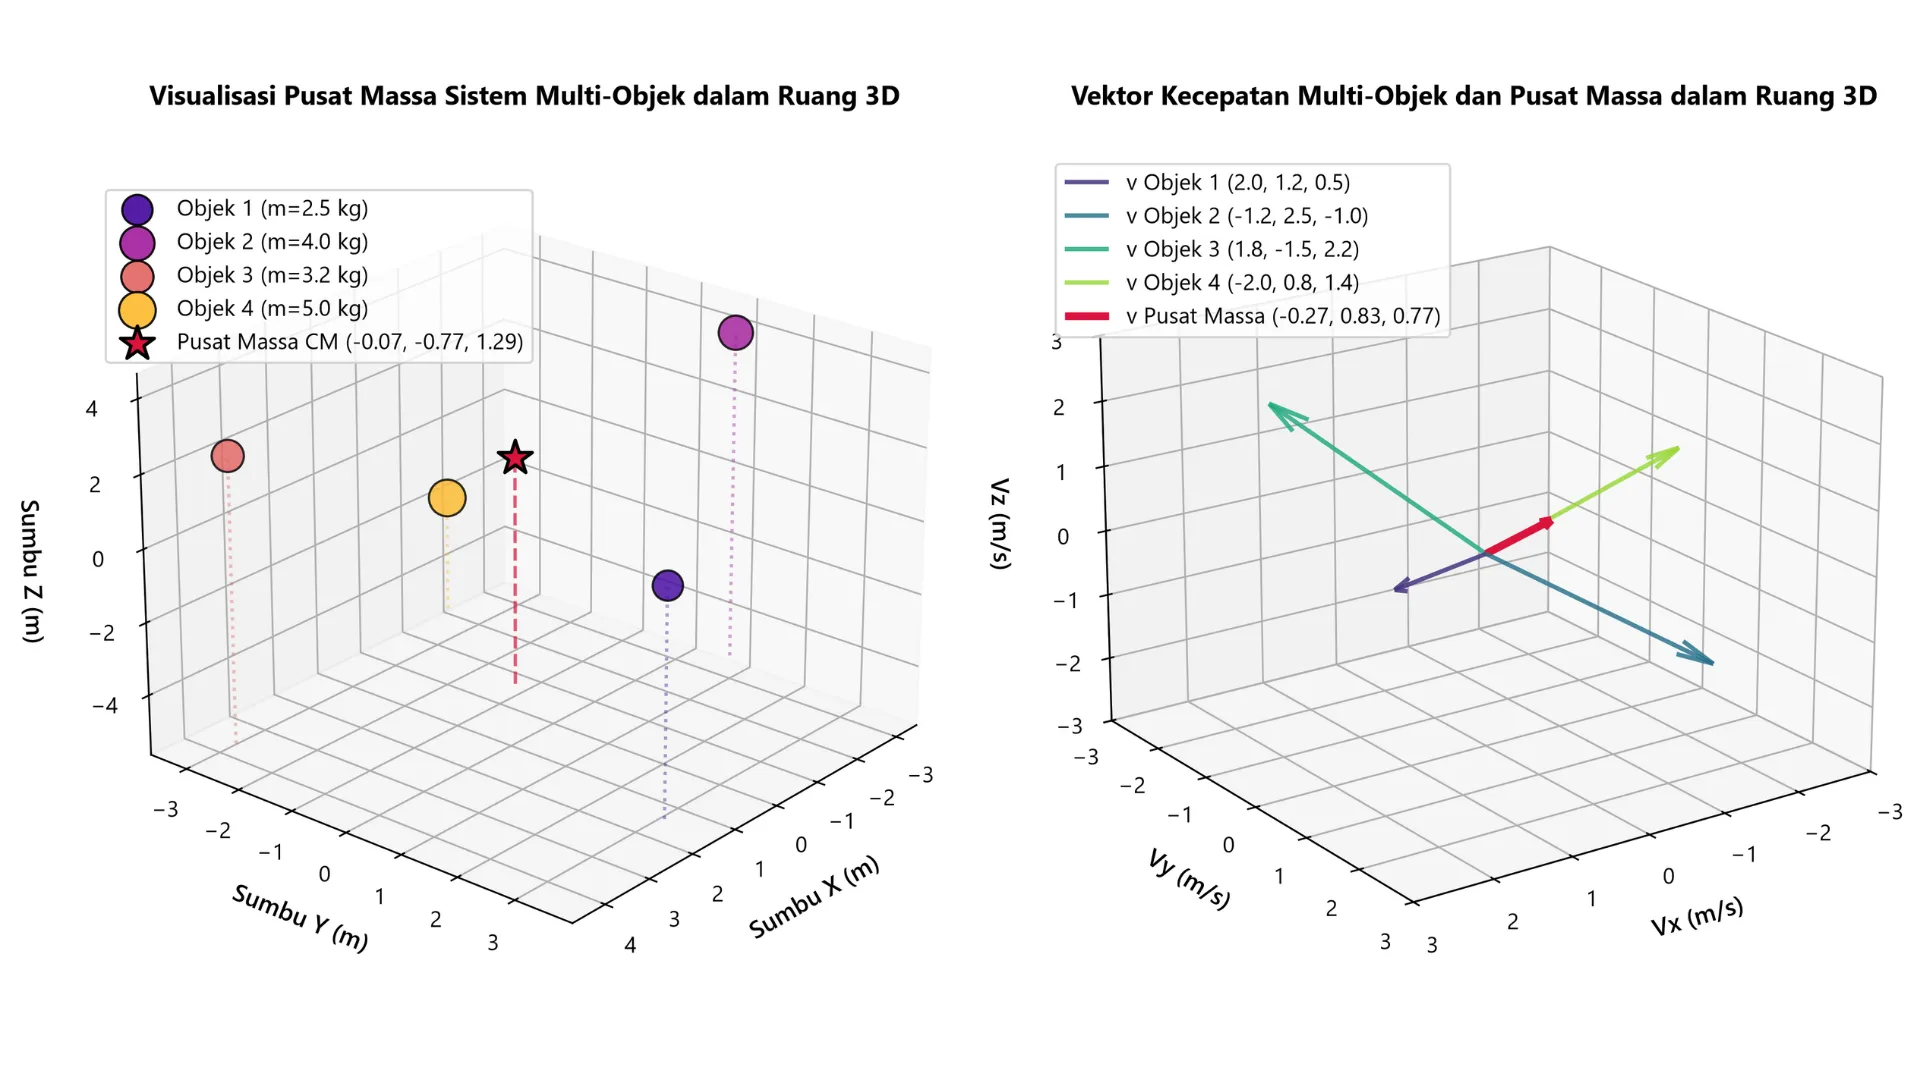 Visualisasi Pusat Massa Sistem Multi-Objek dalam Ruang 3D
Objek 1 (m=2.5 kg)
Objek 2 (m=4.0 kg)
Objek 3 (m=3.2 kg)
Objek 4 (m=5.0 kg)
Pusat Massa CM (-0.07, -0.77, 1.29)
4
2
0
−2
−4
Sumbu Z (m)
−3
−2
−1
0
1
2
3
Sumbu Y (m)
4
3
2
1
0
−1
−2
−3
Sumbu X (m)
Vektor Kecepatan Multi-Objek dan Pusat Massa dalam Ruang 3D
v Objek 1 (2.0, 1.2, 0.5)
v Objek 2 (-1.2, 2.5, -1.0)
v Objek 3 (1.8, -1.5, 2.2)
v Objek 4 (-2.0, 0.8, 1.4)
v Pusat Massa (-0.27, 0.83, 0.77)
3
2
1
0
−1
−2
−3
Vz (m/s)
−3
−2
−1
0
1
2
3
Vy (m/s)
3
2
1
0
−1
−2
−3
Vx (m/s)